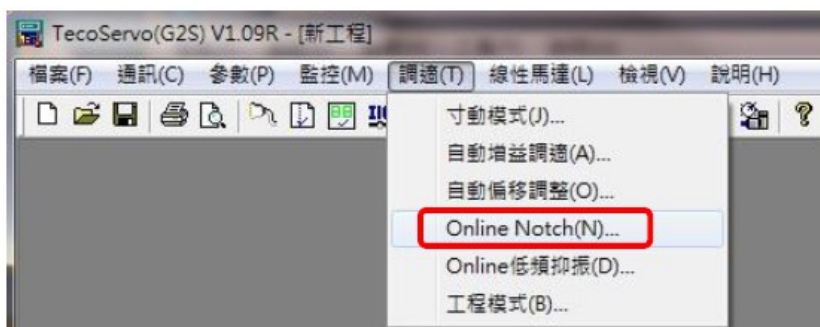 TecoServo(G2S) V1.09R - [新工程]
檔案(F) 通訊(C) 參數(P) 監控(M) 調適(T) 線性馬達(L) 檢視(V) 說明(H)
寸動模式(J)...
自動增益調適(A)...
自動偏移調整(O)...
Online Notch(N)...
Online低頻抑振(D)...
工程模式(B)...